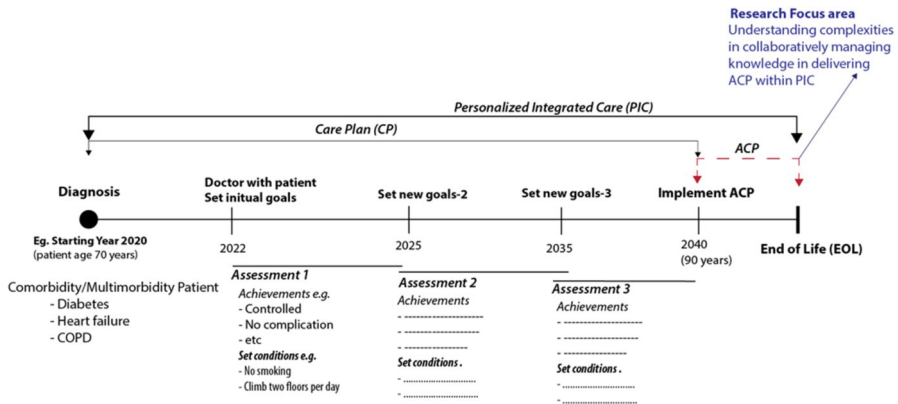 Research Focus area
Understanding complexities
in collaboratively managing
knowledge in delivering
ACP within PIC
Personalized Integrated Care (PIC)
Care Plan (CP)
ACP
Diagnosis
Doctor with patient
Set initual goals
Set new goals-2
Set new goals-3
Implement ACP
Eg. Starting Year 2020
(patient age 70 years)
2022
2025
2035
2040
(90 years)
End of Life (EOL)
Comorbidity/Multimorbidity Patient
- Diabetes
- Heart failure
- COPD
Assessment 1
Achievements e.g.
- Controlled
- No complication
- etc
Set conditions e.g.
- No smoking
- Climb two floors per day
Assessment 2
Achievements
- ---------------------
- --------------------
- -----------------
Set conditions .
- ..........................
- ...........................
Assessment 3
Achievements
- ---------------------
- --------------------
- -----------------
Set conditions .
- ..........................
- ...........................